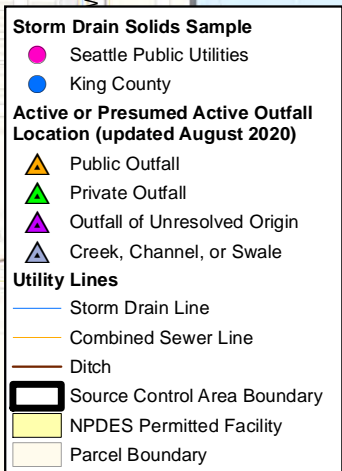 Storm Drain Solids Sample
Seattle Public Utilities
King County
Active or Presumed Active Outfall
Location (updated August 2020)
Public Outfall
Private Outfall
Outfall of Unresolved Origin
Creek, Channel, or Swale
Utility Lines
Storm Drain Line
Combined Sewer Line
Ditch
Source Control Area Boundary
NPDES Permitted Facility
Parcel Boundary